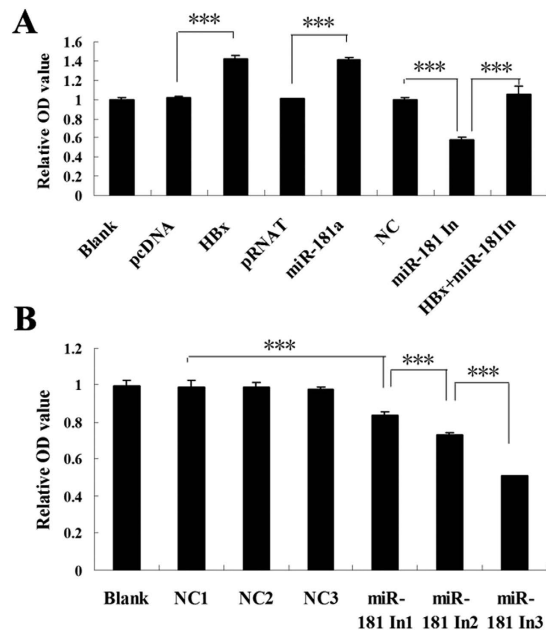 A
Relative OD value
1.6
1.4
1.2
1
0.8
0.6
0.4
0.2
0
***
***
***
***
Blank
pcDNA
HBx
pRNAT
miR-181a
NC
miR-181 In
HBx+miR-181In
B
Relative OD value
1.2
1
0.8
0.6
0.4
0.2
0
***
***
***
Blank
NC1
NC2
NC3
miR-
181 In1
miR-
181 In2
miR-
181 In3